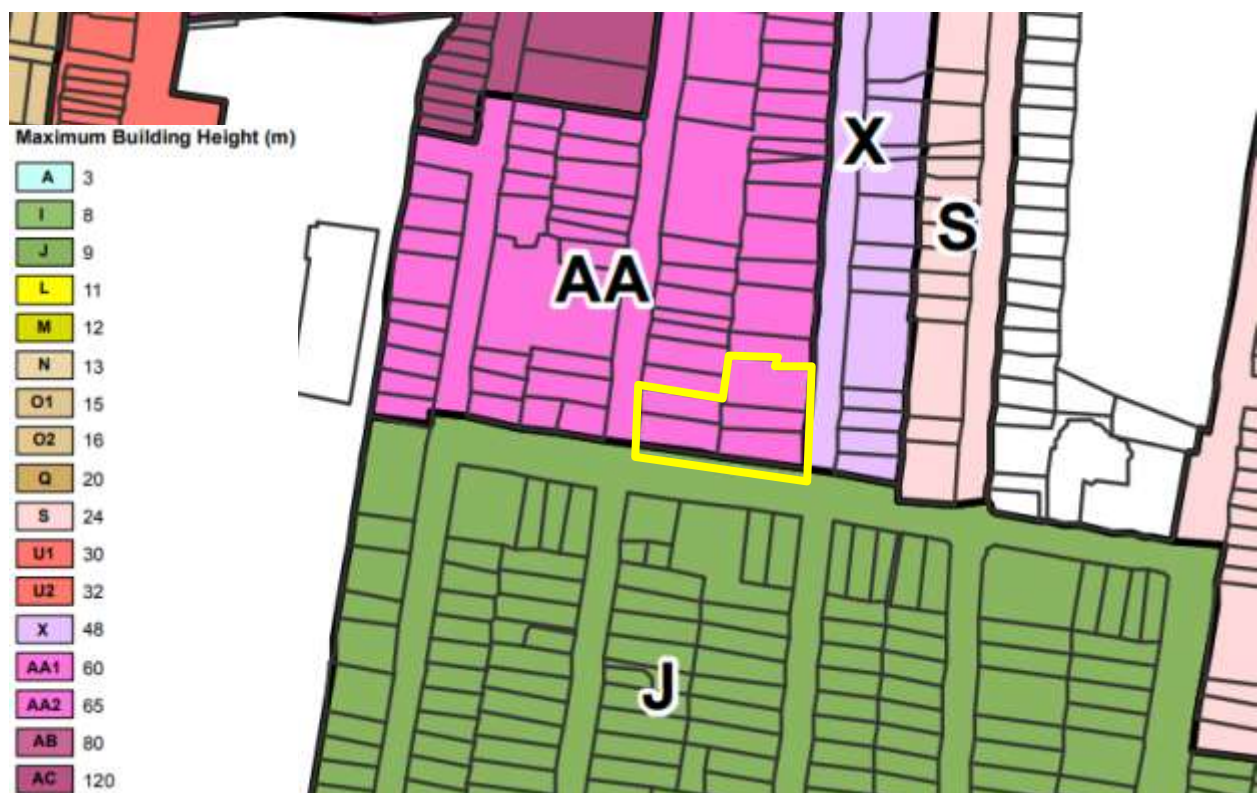 Maximum Building Height (m)
A 3
I 8
J 9
L 11
M 12
N 13
O1 15
O2 16
Q 20
S 24
U1 30
U2 32
X 48
AA1 60
AA2 65
AB 80
AC 120
X
S
AA
J